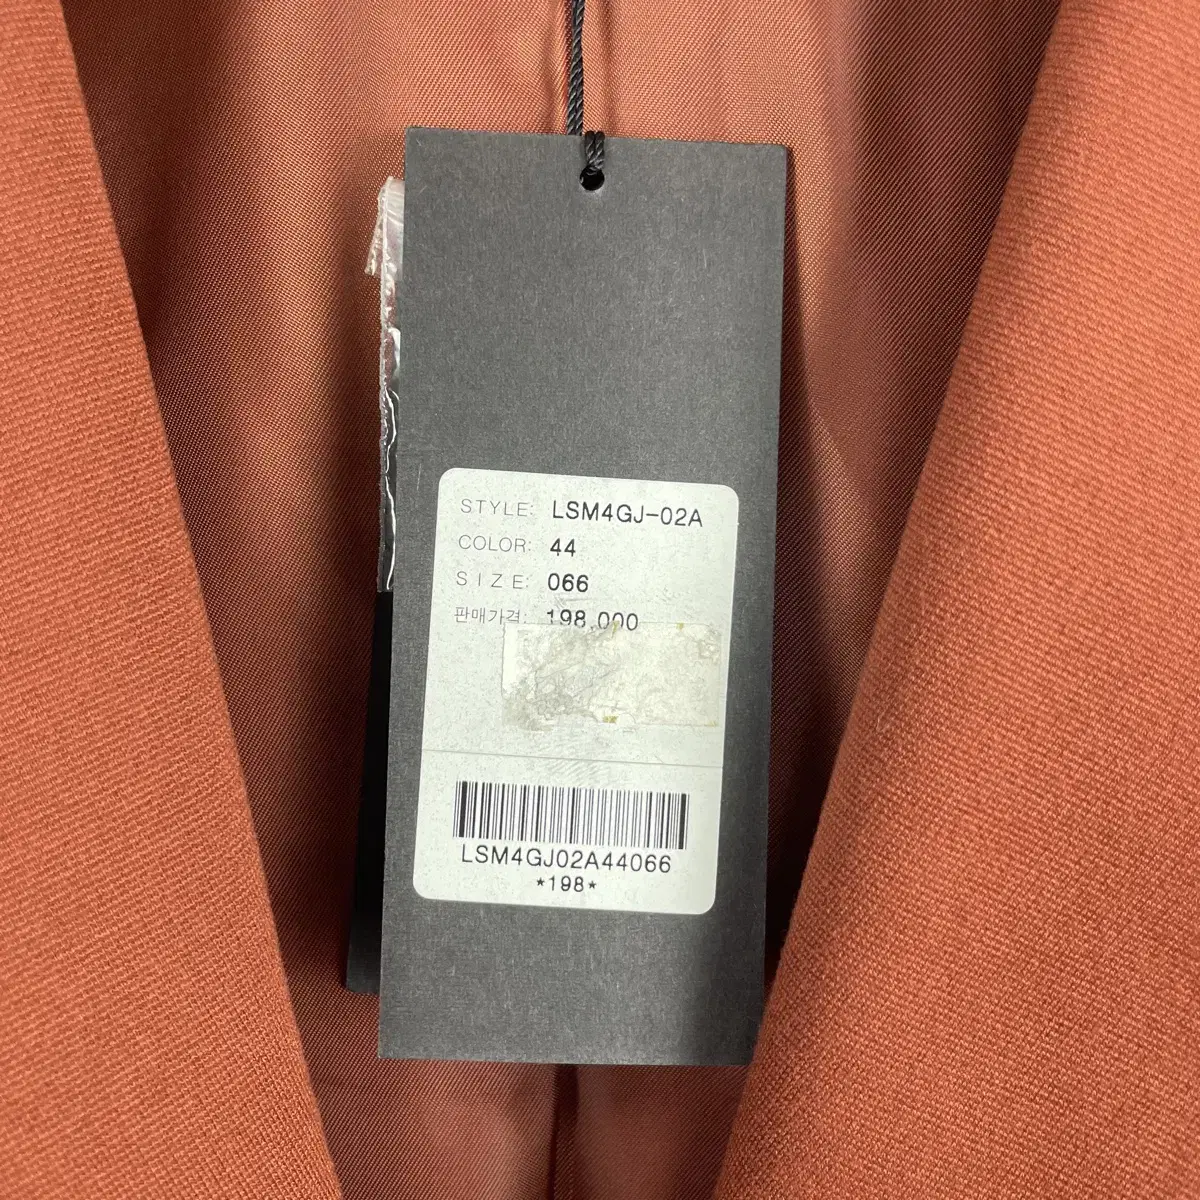 STYLE: LSM4GJ-02A
COLOR: 44
SIZE: 066
판매가격: 198,000
LSM4GJ02A44066
*198*